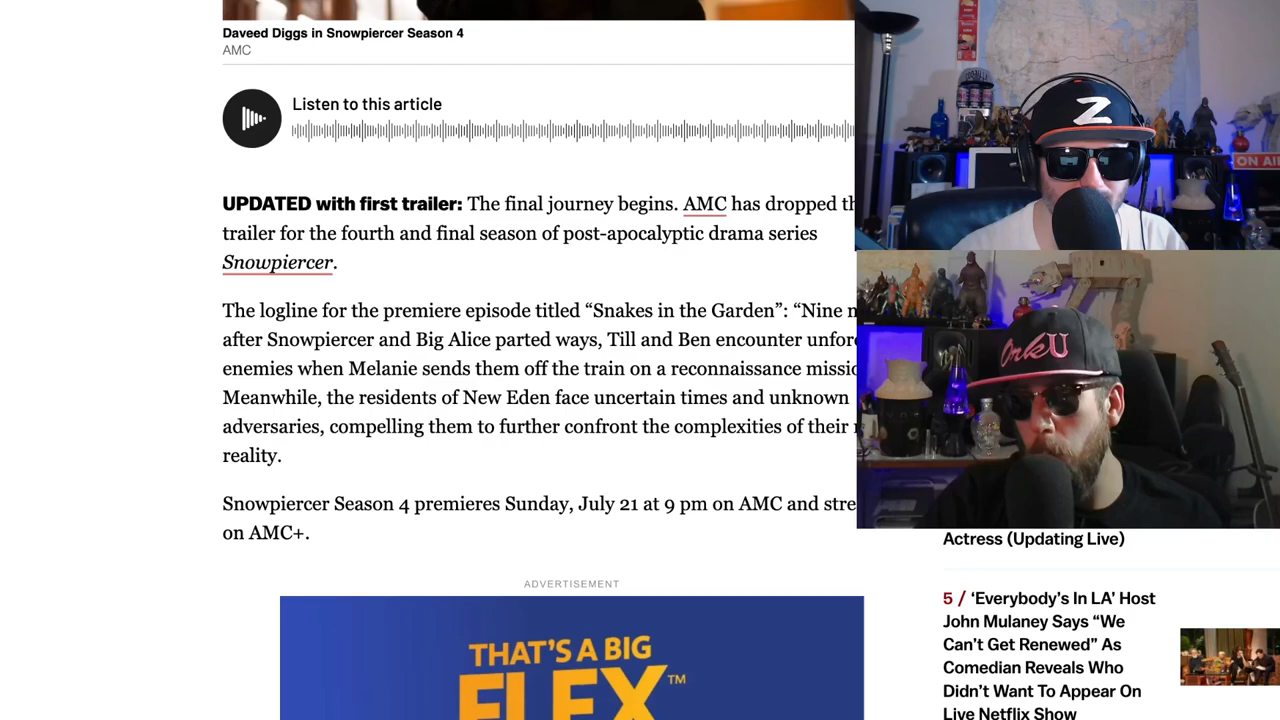 Daveed Diggs in Snowpiercer Season 4
AMC
Listen to this article
UPDATED with first trailer: The final journey begins. AMC has dropped
trailer for the fourth and final season of post-apocalyptic drama series
Snowpiercer.
The logline for the premiere episode titled “Snakes in the Garden”: “Nine
after Snowpiercer and Big Alice parted ways, Till and Ben encounter
enemies when Melanie sends them off the train on a reconnaissance
Meanwhile, the residents of New Eden face uncertain times and unknown
adversaries, compelling them to further confront the complexities of their
reality.
Snowpiercer Season 4 premieres Sunday, July 21 at 9 pm on AMC and
on AMC+.
ADVERTISEMENT
THAT'S A BIG
FLEX™
Z
ON AI
OrkU
Actress (Updating Live)
5 / ‘Everybody’s In LA’ Host
John Mulaney Says “We
Can’t Get Renewed” As
Comedian Reveals Who
Didn’t Want To Appear On
Live Netflix Show